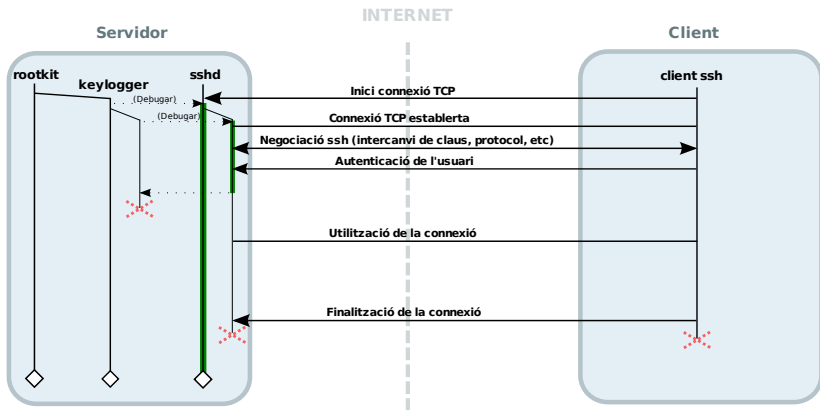 INTERNET
Servidor
Client
rootkit
keylogger
sshd
client ssh
Inici connexió TCP
(Debugar)
(Debugar)
Connexió TCP establerta
Negociació ssh (intercanvi de claus, protocol, etc)
Autenticació de l'usuari
Utilització de la connexió
Finalització de la connexió